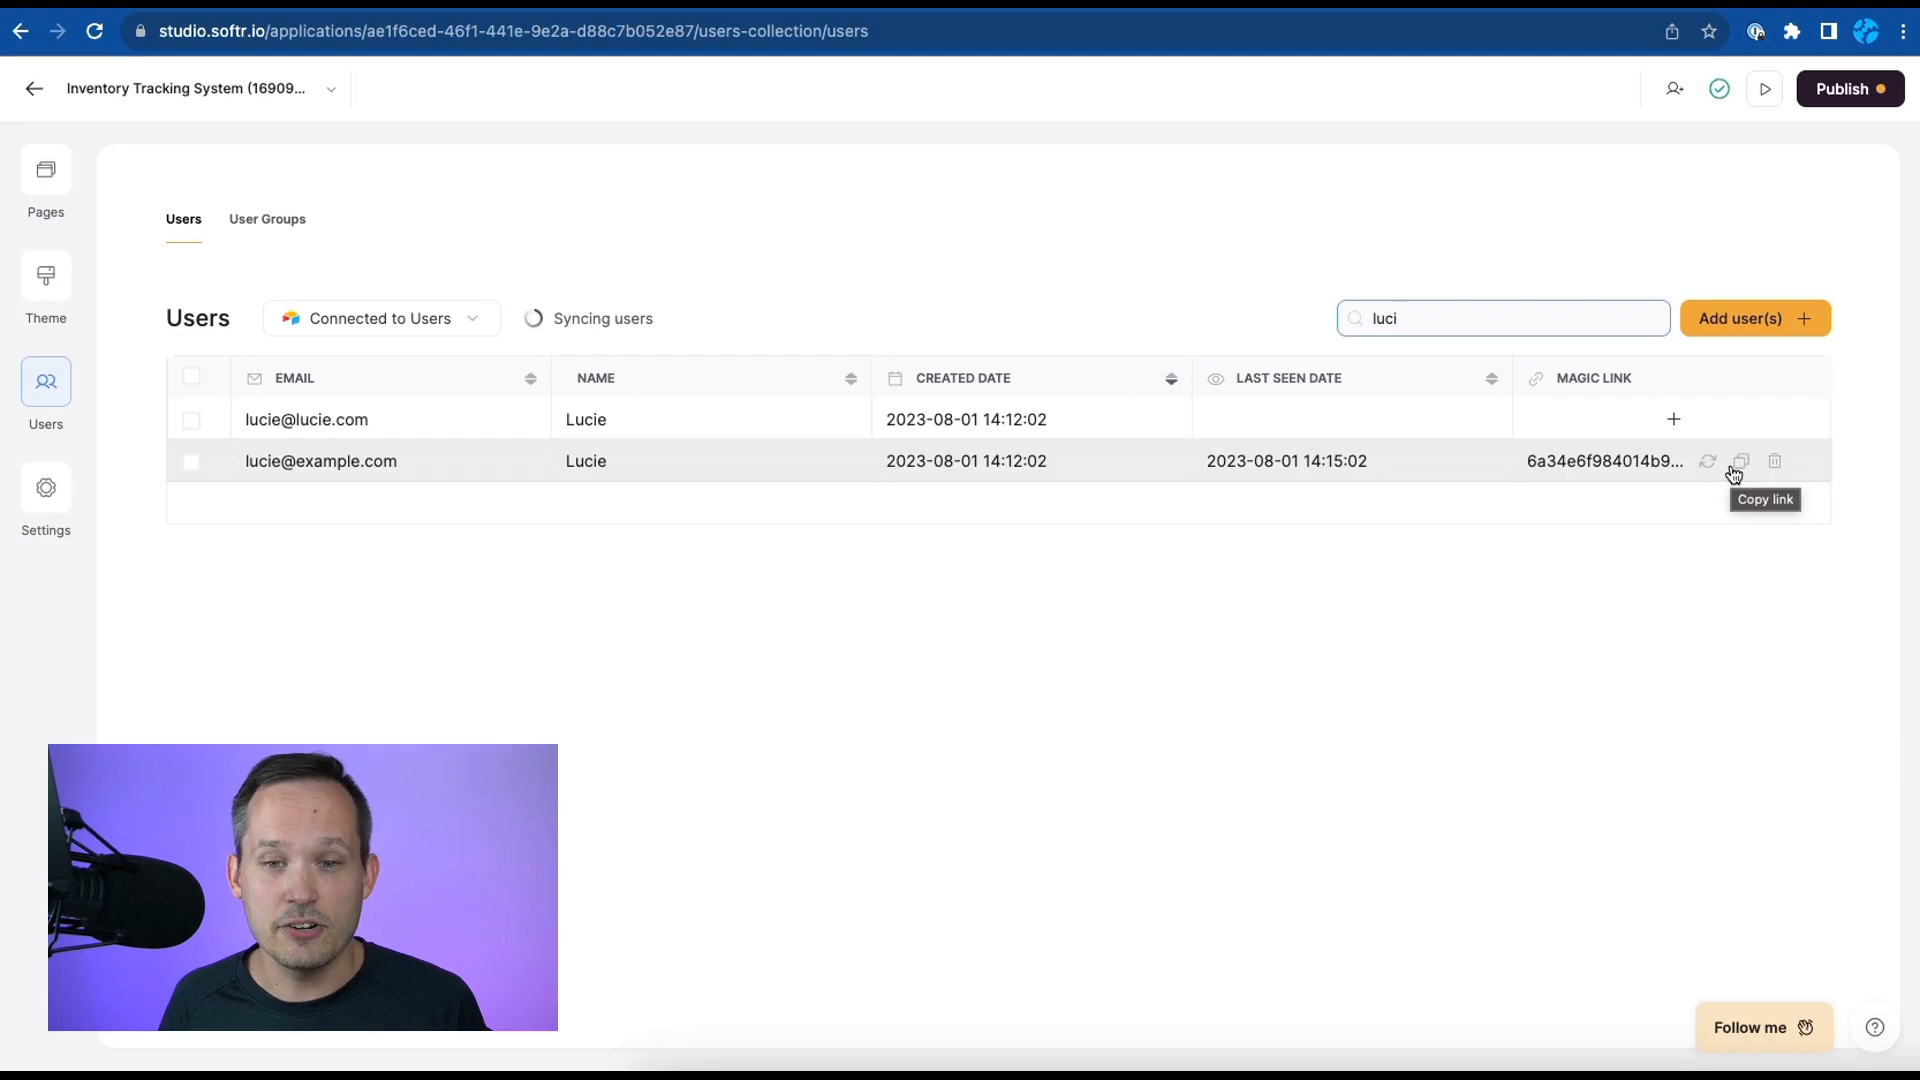 studio.softr.io/applications/ae1f6ced-46f1-441e-9e2a-d88c7b052e87/users-collection/users
Inventory Tracking System (16909...
Publish
Pages
Theme
Users
Settings
Users User Groups
Users Connected to Users Syncing users luci Add user(s) +
EMAIL NAME CREATED DATE LAST SEEN DATE MAGIC LINK
lucie@lucie.com Lucie 2023-08-01 14:12:02 +
lucie@example.com Lucie 2023-08-01 14:12:02 2023-08-01 14:15:02 6a34e6f984014b9...
Copy link
Follow me